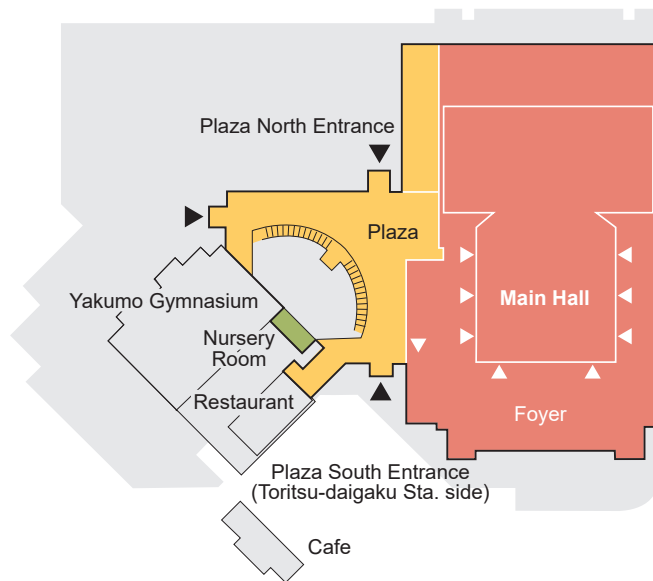 Plaza North Entrance
Plaza
Yakumo Gymnasium
Main Hall
Nursery
Room
Restaurant
Foyer
Plaza South Entrance
(Toritsu-daigaku Sta. side)
Cafe